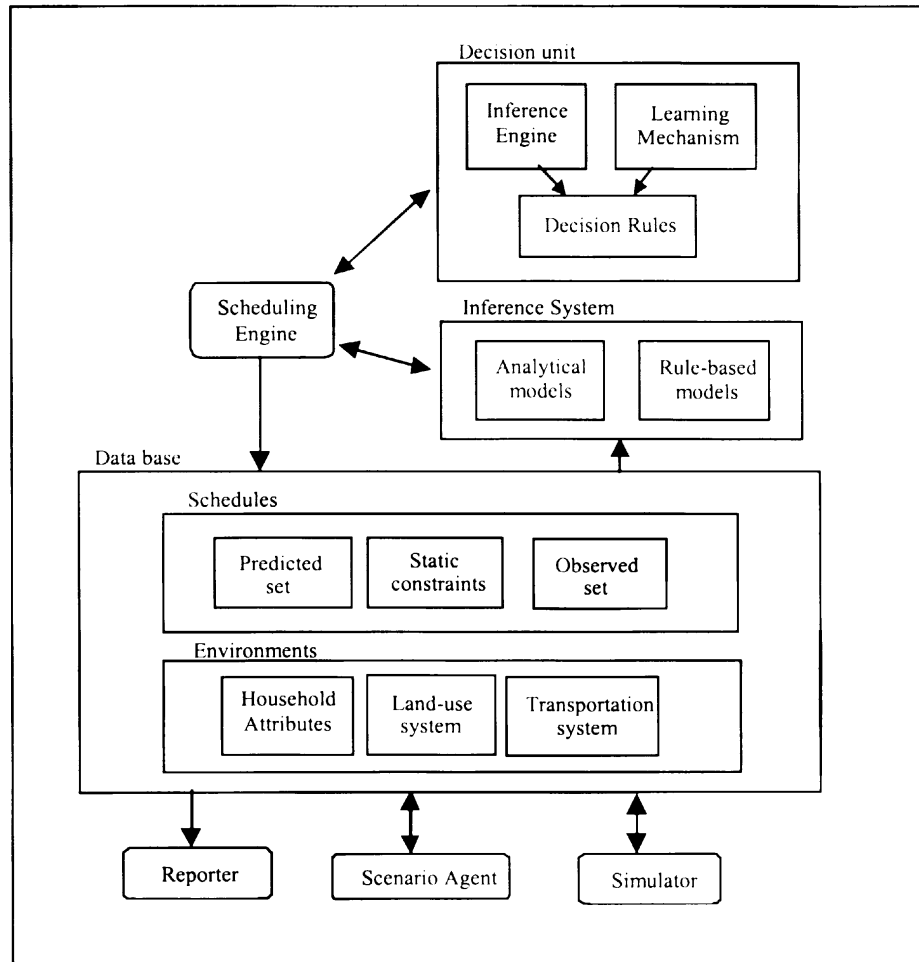 Decision unit
Inference
Engine
Learning
Mechanism
Decision Rules
Scheduling
Engine
Inference System
Analytical
models
Rule-based
models
Data base
Schedules
Predicted
set
Static
constraints
Observed
set
Environments
Household
Attributes
Land-use
system
Transportation
system
Reporter
Scenario Agent
Simulator